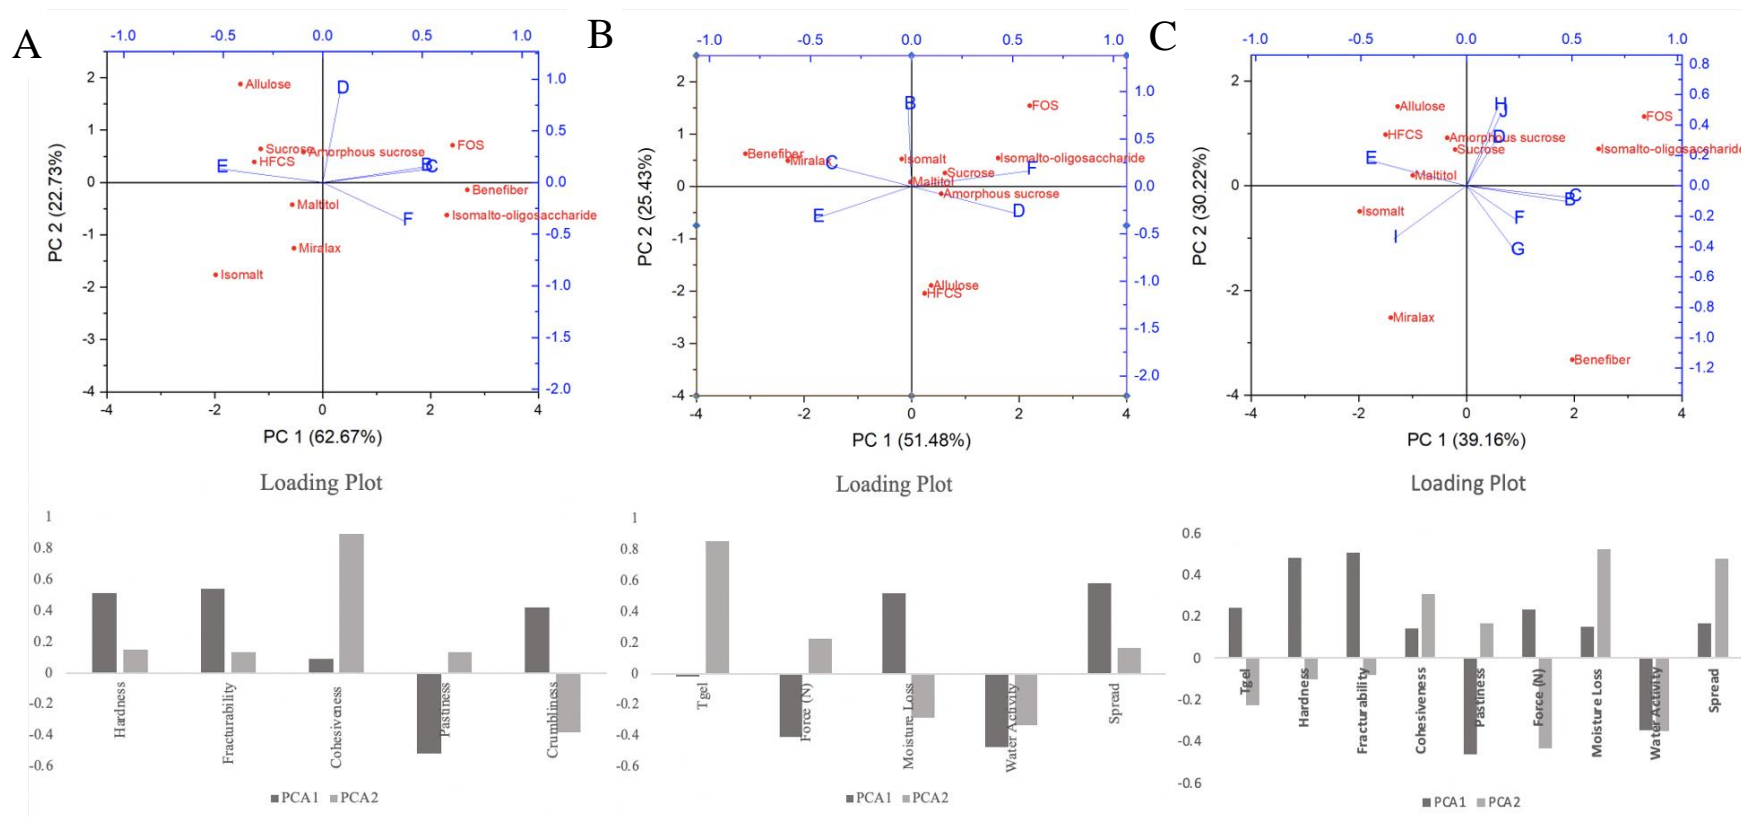 A
-1.0 -0.5 0.0 0.5 1.0
2
1
0
-1
-2
-3
-4
1.0
0.5
0.0
-0.5
-1.0
-1.5
-2.0
Allulose
D
Sucrose
Amorphous sucrose
FOS
HFCS
E
B
C
Benefiber
Maltitol
Isomalto-oligosaccharide
F
Miralax
Isomalt
-4 -2 0 2 4
PC 2 (22.73%)
PC 1 (62.67%)
Loading Plot
1
0.8
0.6
0.4
0.2
0
-0.2
-0.4
-0.6
Hardness
Fracturability
Cohesiveness
Pastiness
Crumbliness
PCA1 PCA2
B
-1.0 -0.5 0.0 0.5 1.0
2
1
0
-1
-2
-3
-4
1.0
0.5
0.0
-0.5
-1.0
-1.5
-2.0
B
FOS
Benefiber
Miralax
C
Isomalt
Isomalto-oligosaccharide
F
Sucrose
Maltitol
Amorphous sucrose
E
D
Allulose
HFCS
-4 -2 0 2 4
PC 2 (25.43%)
PC 1 (51.48%)
Loading Plot
1
0.8
0.6
0.4
0.2
0
-0.2
-0.4
-0.6
Tgel
Force (N)
Moisture Loss
Water Activity
Spread
PCA1 PCA2
C
-1.0 -0.5 0.0 0.5 1.0
2
0
-2
-4
0.8
0.6
0.4
0.2
0.0
-0.2
-0.4
-0.6
-0.8
-1.0
-1.2
Allulose
H
J
FOS
HFCS
Amorphous sucrose
D
Sucrose
Isomalto-oligosaccharide
E
Maltitol
C
B
Isomalt
F
I
G
Miralax
Benefiber
-4 -2 0 2 4
PC 2 (30.22%)
PC 1 (39.16%)
Loading Plot
0.6
0.4
0.2
0
-0.2
-0.4
-0.6
Tgel
Hardness
Fracturability
Cohesiveness
Pastiness
Force (N)
Moisture Loss
Water Activity
Spread
PCA1 PCA2